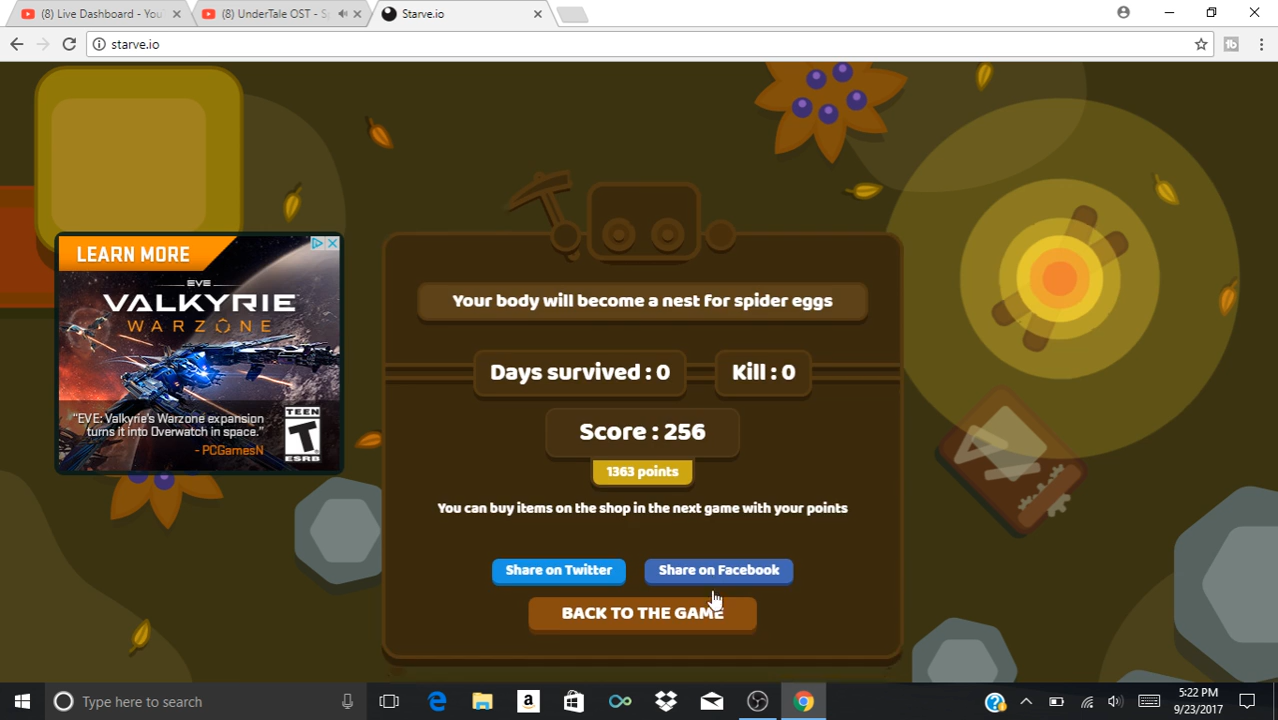 (8) Live Dashboard - You
(8) UnderTale OST - S
Starve.io
starve.io
LEARN MORE
EVE
VALKYRIE
WARZONE
"EVE: Valkyrie's Warzone expansion
turns it into Overwatch in space."
- PCGamesN
TEEN
T
ESRB
Your body will become a nest for spider eggs
Days survived : 0
Kill : 0
Score : 256
1363 points
You can buy items on the shop in the next game with your points
Share on Twitter
Share on Facebook
BACK TO THE GAME
Type here to search
5:22 PM
9/23/2017